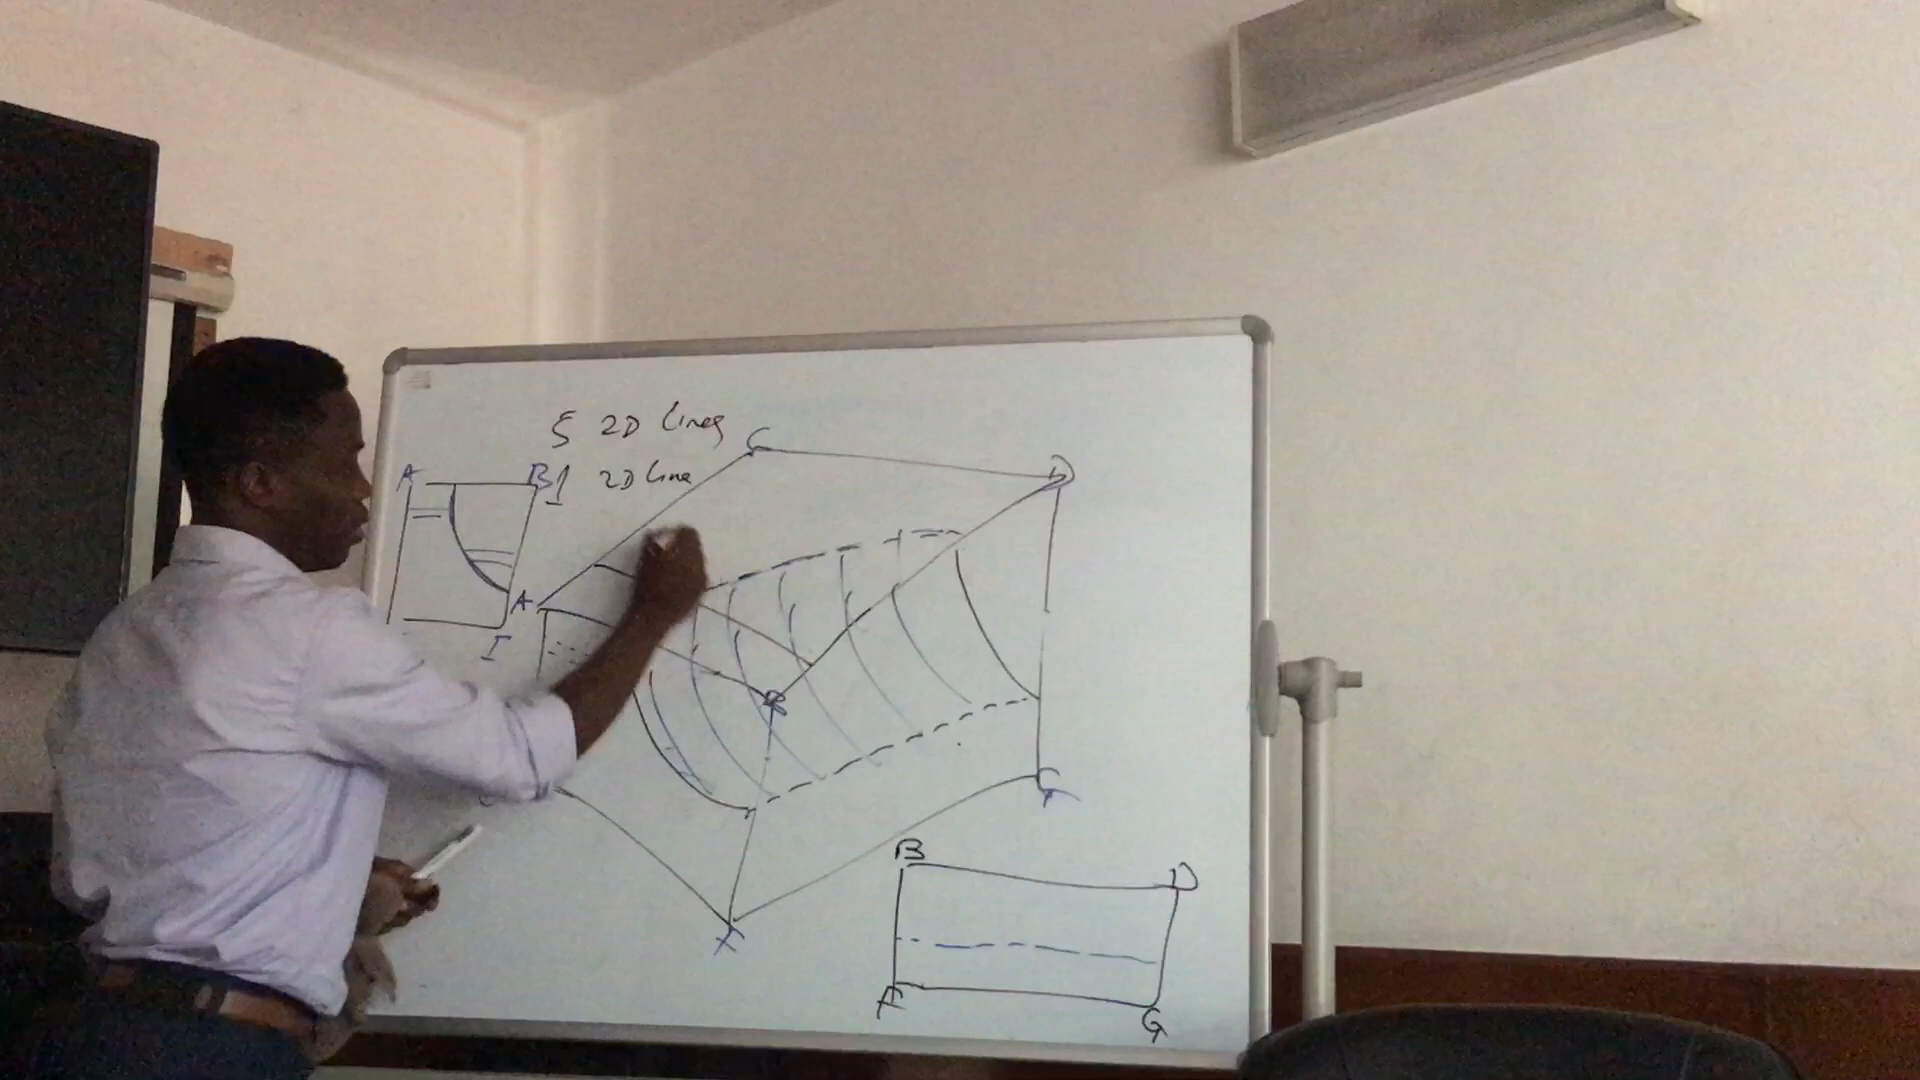 5 2D Lines
1 2D Line
A B
I
G D
A
B
I
B D
A G